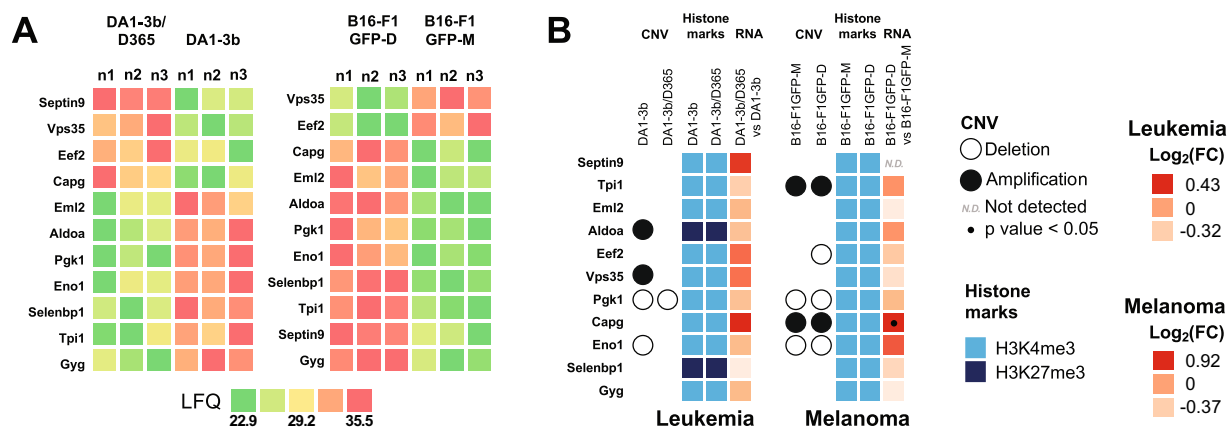 A
DA1-3b/
D365
DA1-3b
n1 n2 n3 n1 n2 n3
Septin9
Vps35
Eef2
Capg
Eml2
Aldoa
Pgk1
Eno1
Selenbp1
Tpi1
Gyg
B16-F1
GFP-D
B16-F1
GFP-M
n1 n2 n3 n1 n2 n3
Vps35
Eef2
Capg
Eml2
Aldoa
Pgk1
Eno1
Selenbp1
Tpi1
Septin9
Gyg
LFQ
22.9 29.2 35.5
B
CNV
Histone
marks
RNA
DA1-3b
DA1-3b/D365
DA1-3b
DA1-3b/D365
DA1-3b/D365
vs DA1-3b
CNV
Histone
marks
RNA
B16-F1GFP-M
B16-F1GFP-D
B16-F1GFP-M
B16-F1GFP-D
B16-F1GFP-D
vs B16-F1GFP-M
Septin9
N.D.
Tpi1
Eml2
Aldoa
Eef2
Vps35
Pgk1
Capg
Eno1
Selenbp1
Gyg
Leukemia
Melanoma
CNV
Deletion
Amplification
N.D. Not detected
p value < 0.05
Histone
marks
H3K4me3
H3K27me3
Leukemia
Log2(FC)
0.43
0
-0.32
Melanoma
Log2(FC)
0.92
0
-0.37